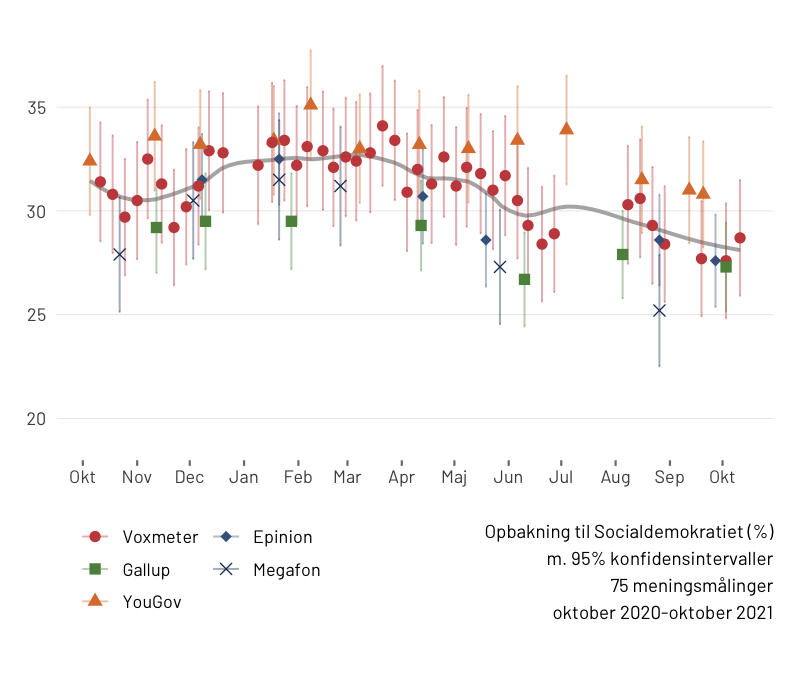 35
30
25
20
Okt Nov Dec Jan Feb Mar Apr Maj Jun Jul Aug Sep Okt
Voxmeter Epinion
Gallup Megafon
YouGov
Opbakning til Socialdemokratiet (%)
m. 95% konfidensintervaller
75 meningsmålinger
oktober 2020-oktober 2021